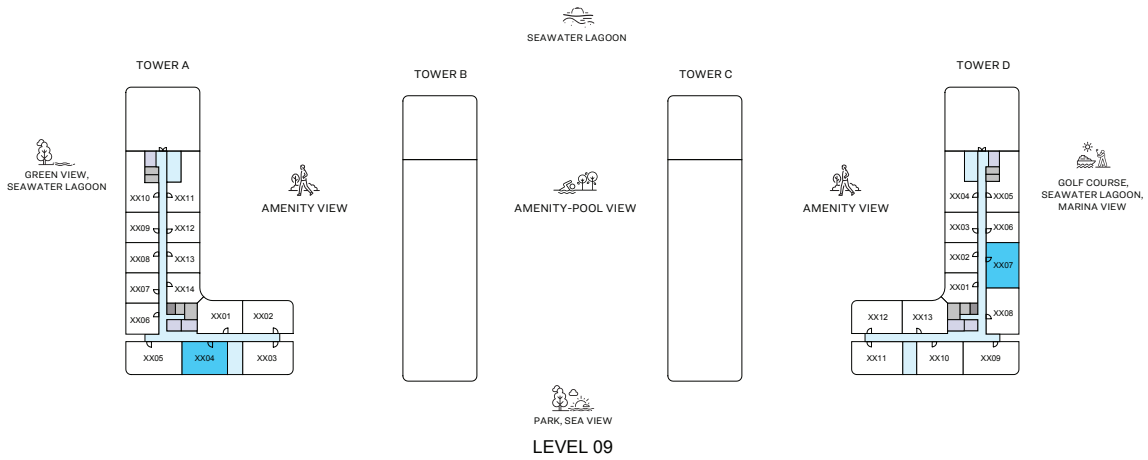 SEAWATER LAGOON
TOWER A
TOWER B
TOWER C
TOWER D
GREEN VIEW,
SEAWATER LAGOON
AMENITY VIEW
AMENITY-POOL VIEW
AMENITY VIEW
GOLF COURSE,
SEAWATER LAGOON,
MARINA VIEW
XX10 XX11
XX09 XX12
XX08 XX13
XX07 XX14
XX06
XX01 XX02
XX05 XX04 XX03
XX04 XX05
XX03 XX06
XX02 XX07
XX01
XX08
XX12 XX13
XX11 XX10 XX09
PARK, SEA VIEW
LEVEL 09